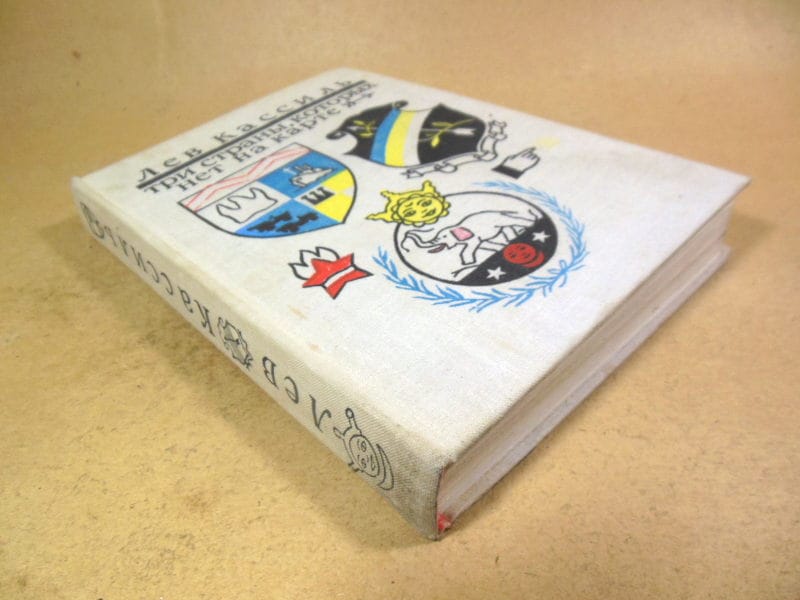 Лев Кассиль
три страны, которых
нет на карте
Ш
Лев Кассиль